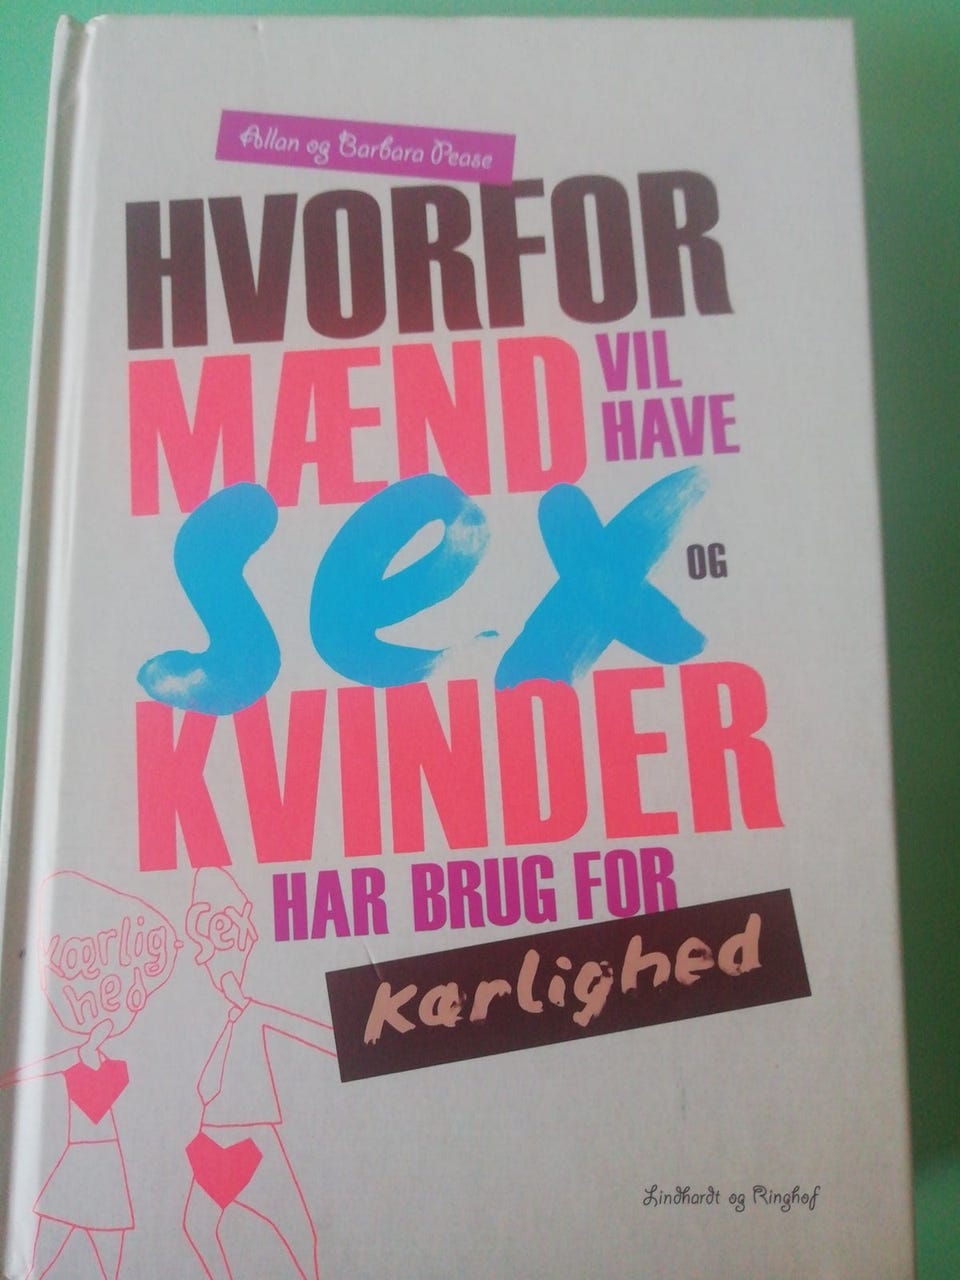 Allan og Barbara Pease
HVORFOR
MÆND
VIL
HAVE
sex
OG
KVINDER
HAR BRUG FOR
kærlighed
kærlig-
hed
sex
Lindhardt og Ringhof